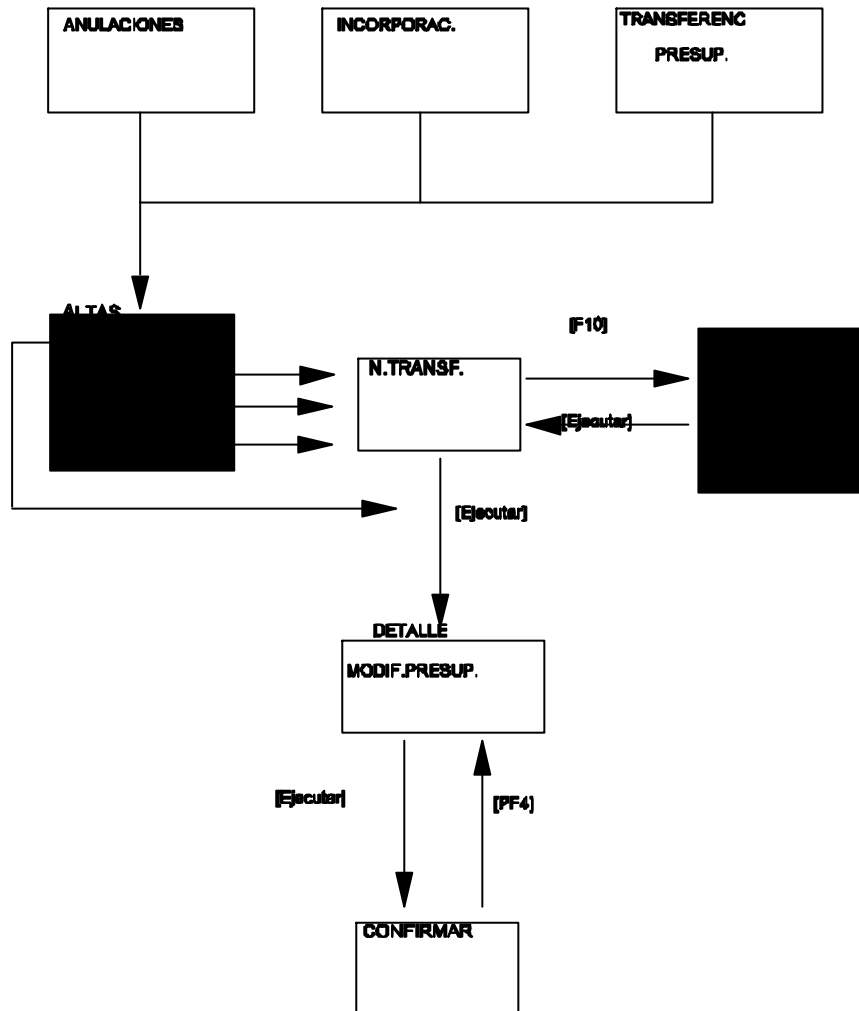 ANULACIONES
INCORPORAC.
TRANSFERENC
PRESUP.
ALTAS
[F10]
N.TRANSF.
[Ejecutar]
[Ejecutar]
DETALLE
MODIF.PRESUP.
[Ejecutar]
[PF4]
CONFIRMAR